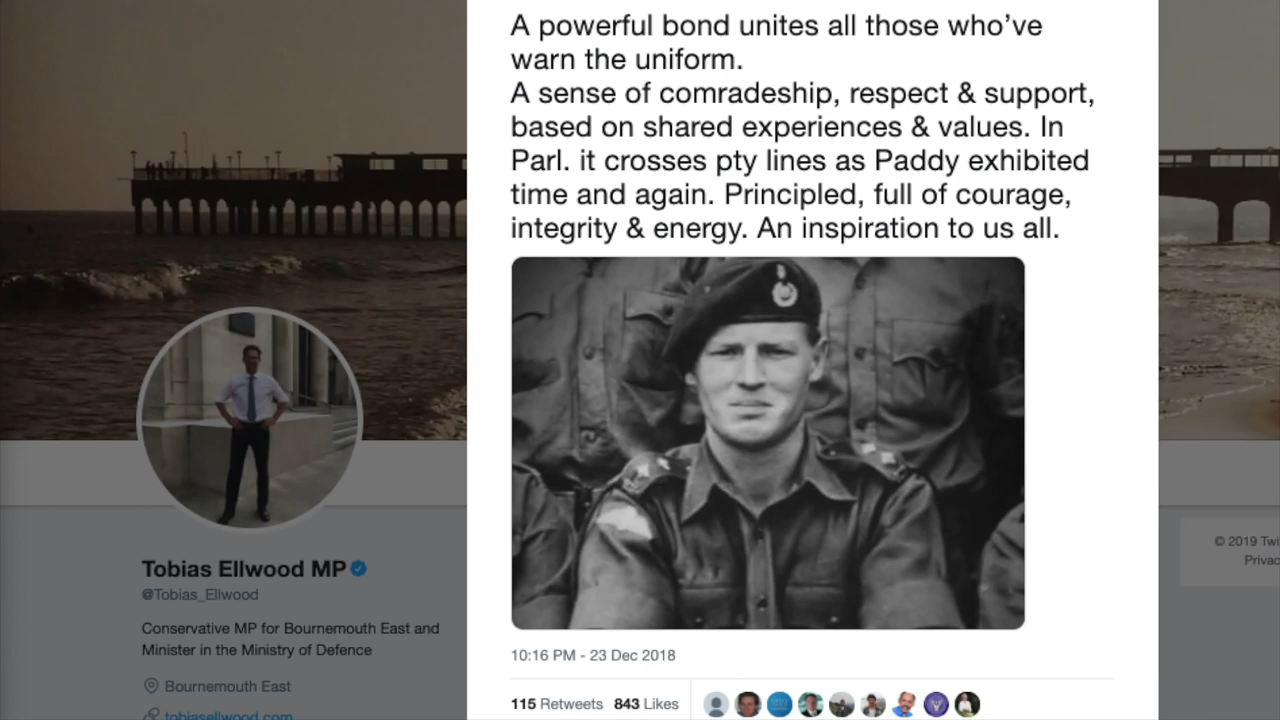 A powerful bond unites all those who've
warn the uniform.
A sense of comradeship, respect & support,
based on shared experiences & values. In
Parl. it crosses pty lines as Paddy exhibited
time and again. Principled, full of courage,
integrity & energy. An inspiration to us all.
10:16 PM - 23 Dec 2018
115 Retweets 843 Likes
Tobias Ellwood MP
@Tobias_Ellwood
Conservative MP for Bournemouth East and
Minister in the Ministry of Defence
Bournemouth East
tobiasellwood.com
© 2019 Twi
Privac